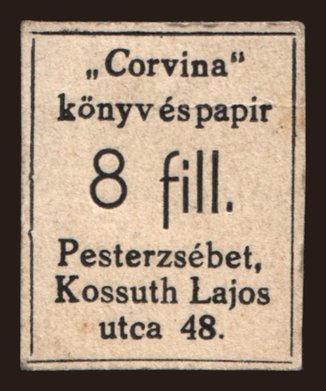 „Corvina“
könyv és papir
8 fill.
Pesterzsébet,
Kossuth Lajos
utca 48.